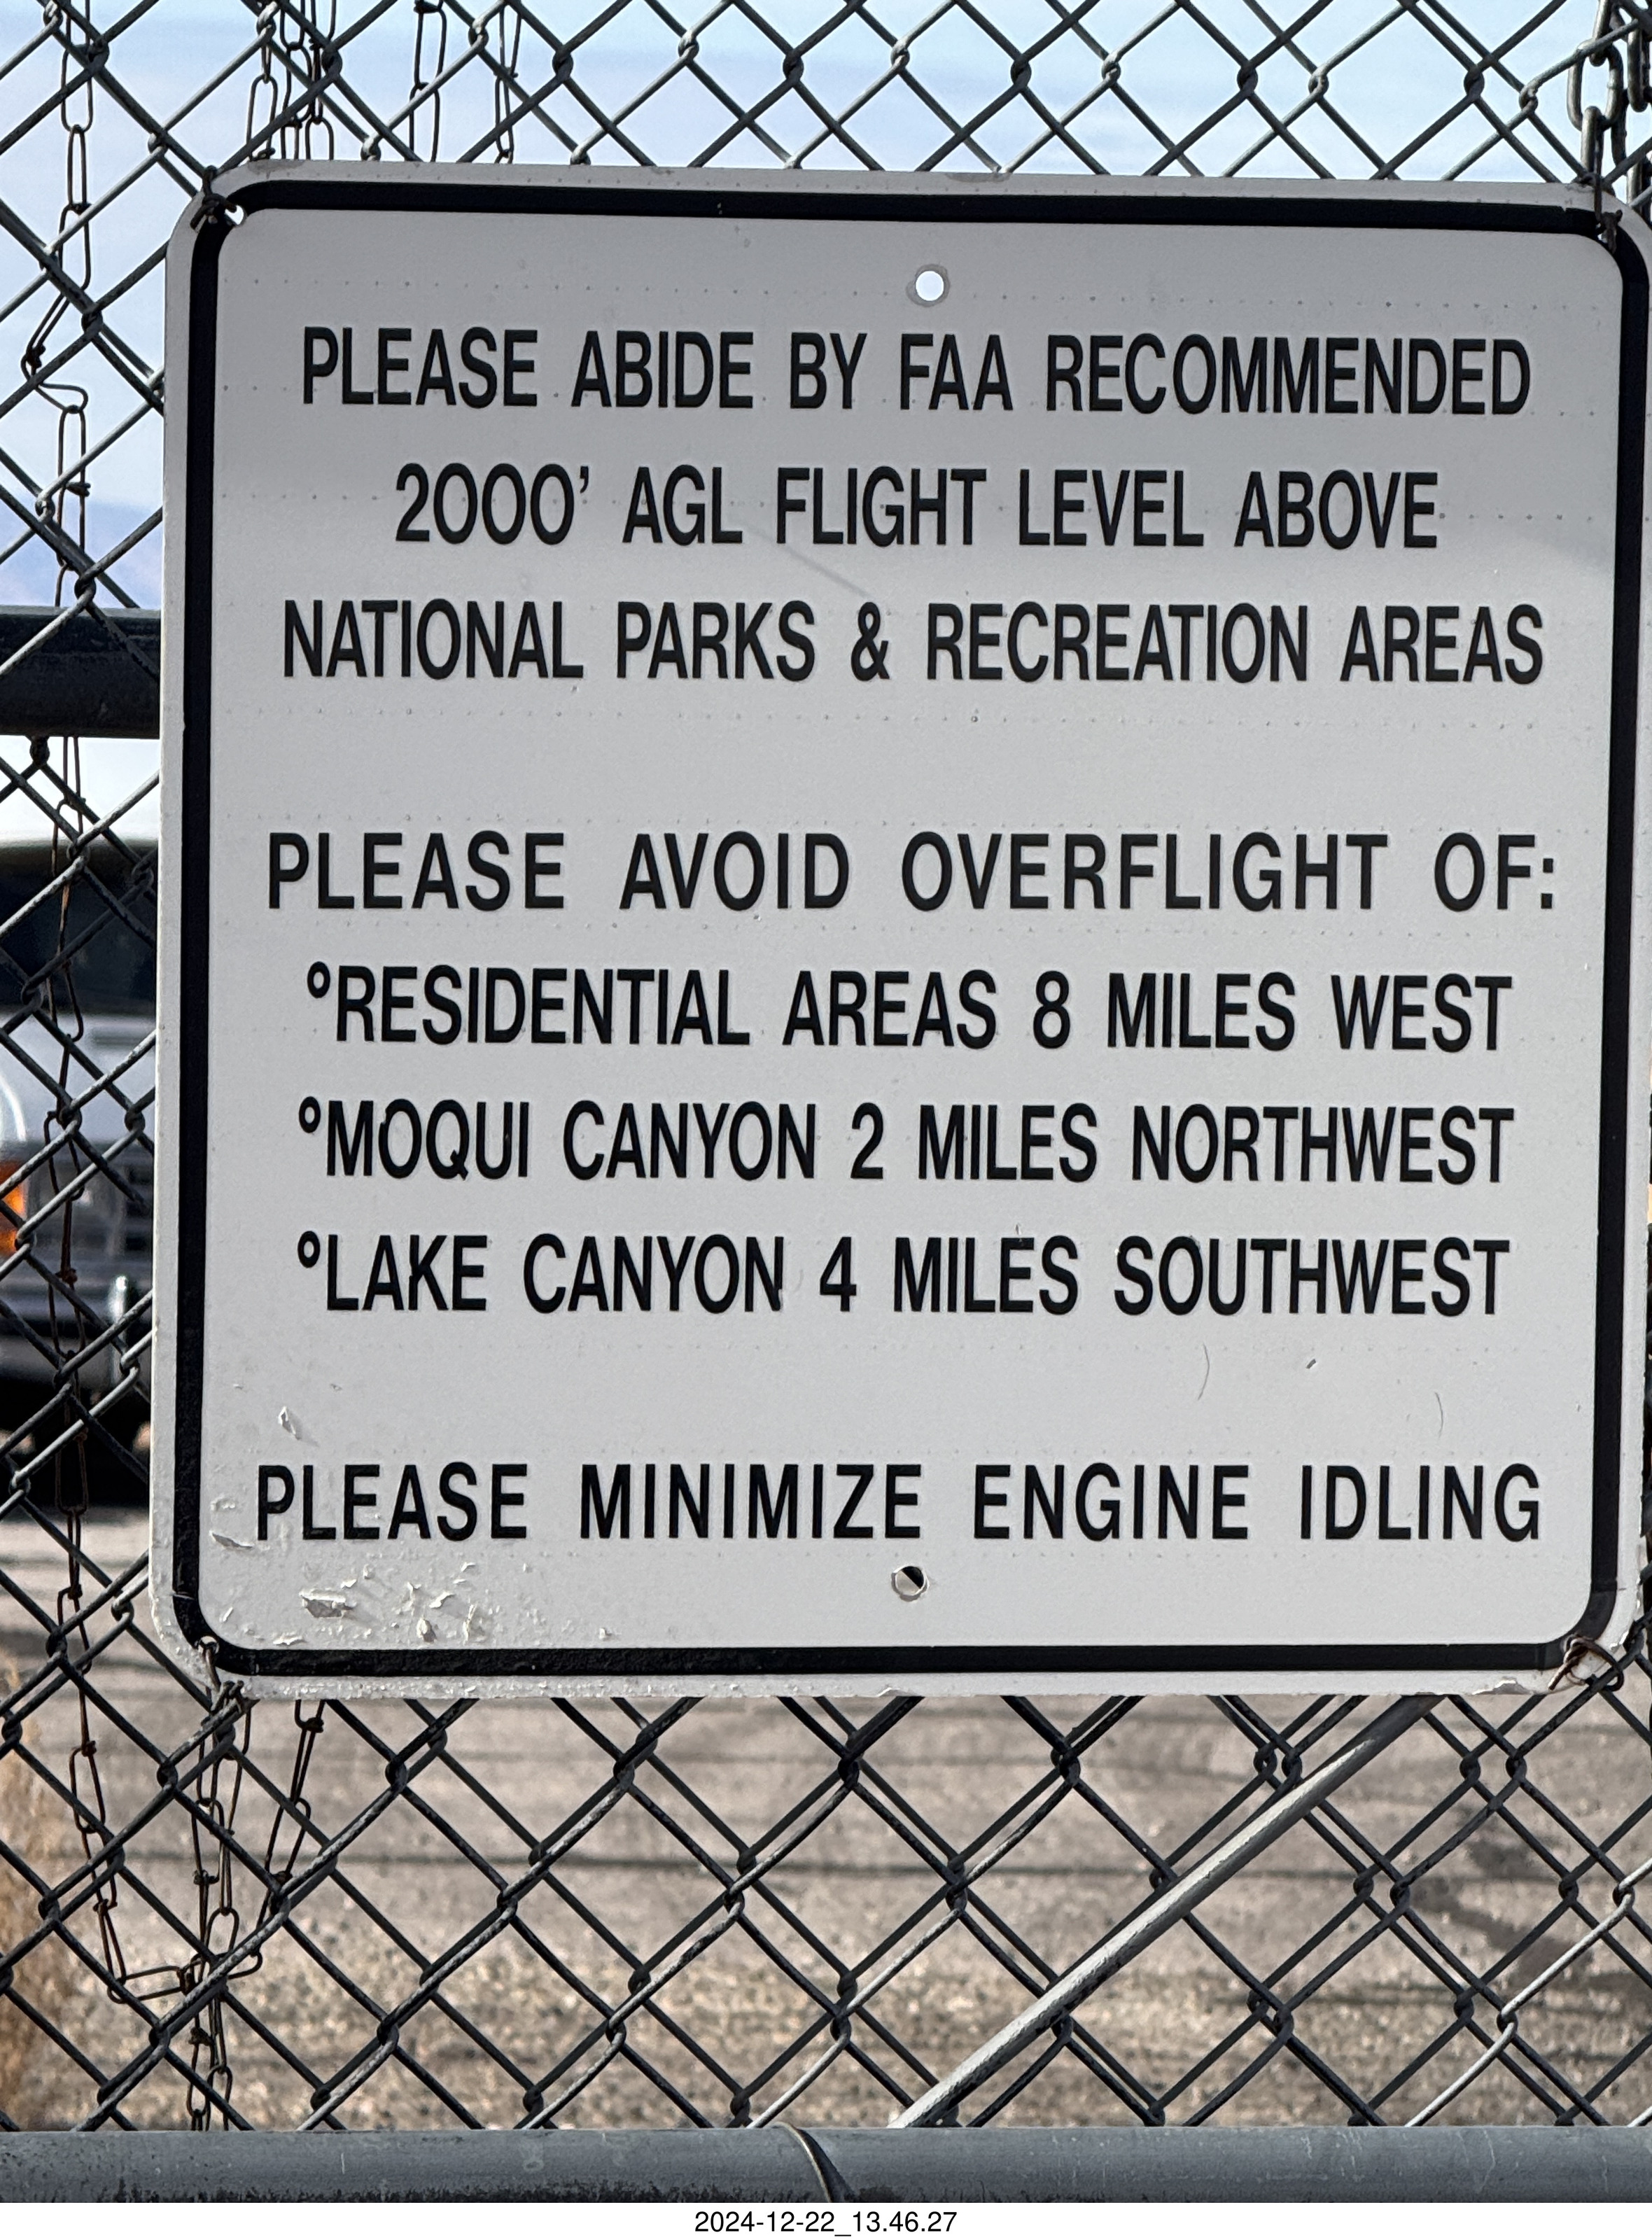 PLEASE ABIDE BY FAA RECOMMENDED
2000' AGL FLIGHT LEVEL ABOVE
NATIONAL PARKS & RECREATION AREAS
PLEASE AVOID OVERFLIGHT OF:
°RESIDENTIAL AREAS 8 MILES WEST
°MOQUI CANYON 2 MILES NORTHWEST
°LAKE CANYON 4 MILES SOUTHWEST
PLEASE MINIMIZE ENGINE IDLING
2024-12-22_13.46.27